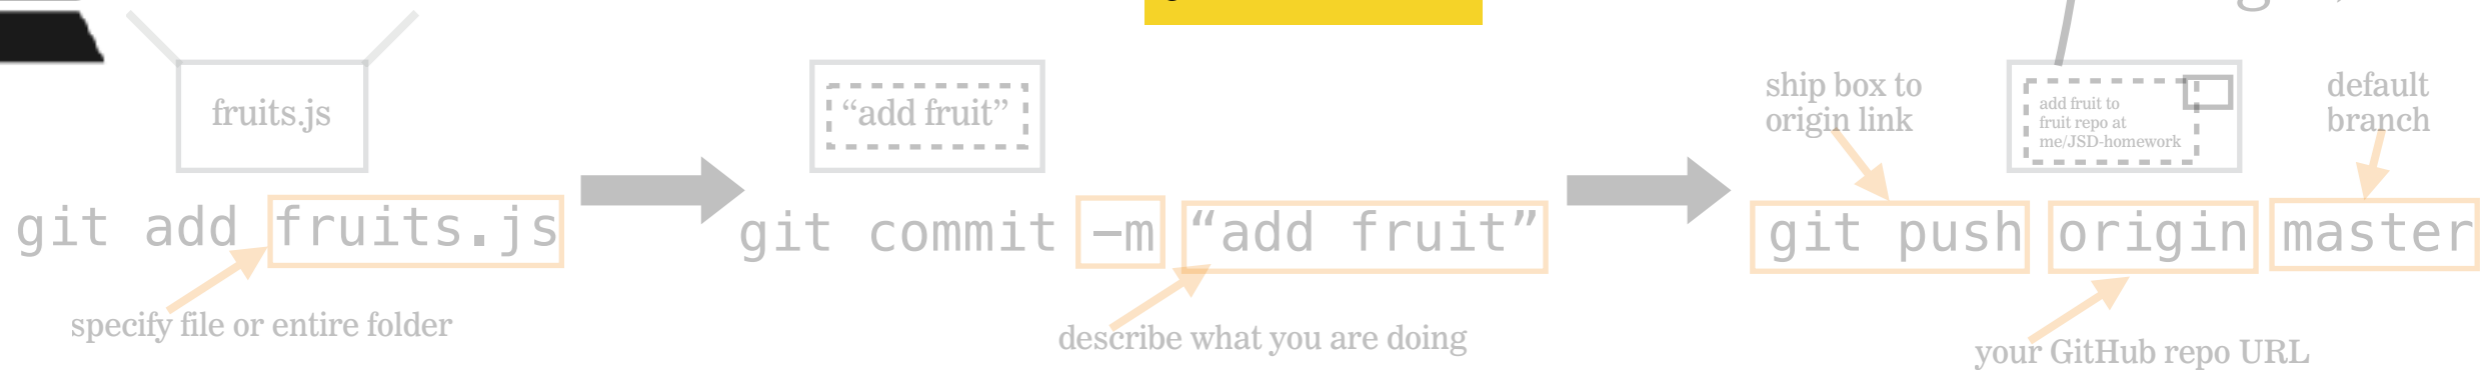 fruits.js
git add fruits.js
specify file or entire folder
“add fruit”
git commit –m “add fruit”
describe what you are doing
ship box to
origin link
add fruit to
fruit repo at
me/JSD-homework
default
branch
git push origin master
your GitHub repo URL